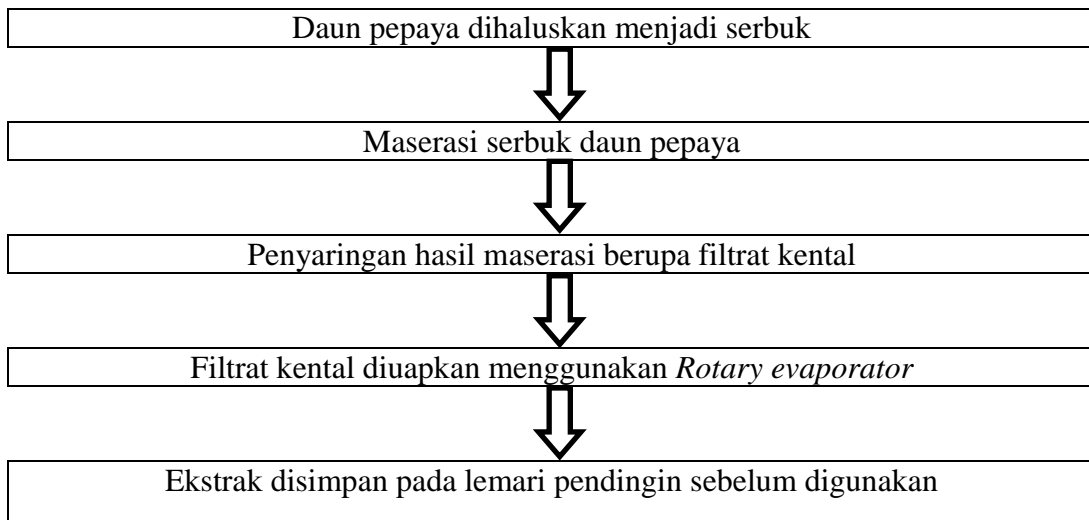 Daun pepaya dihaluskan menjadi serbuk
Maserasi serbuk daun pepaya
Penyaringan hasil maserasi berupa filtrat kental
Filtrat kental diuapkan menggunakan Rotary evaporator
Ekstrak disimpan pada lemari pendingin sebelum digunakan